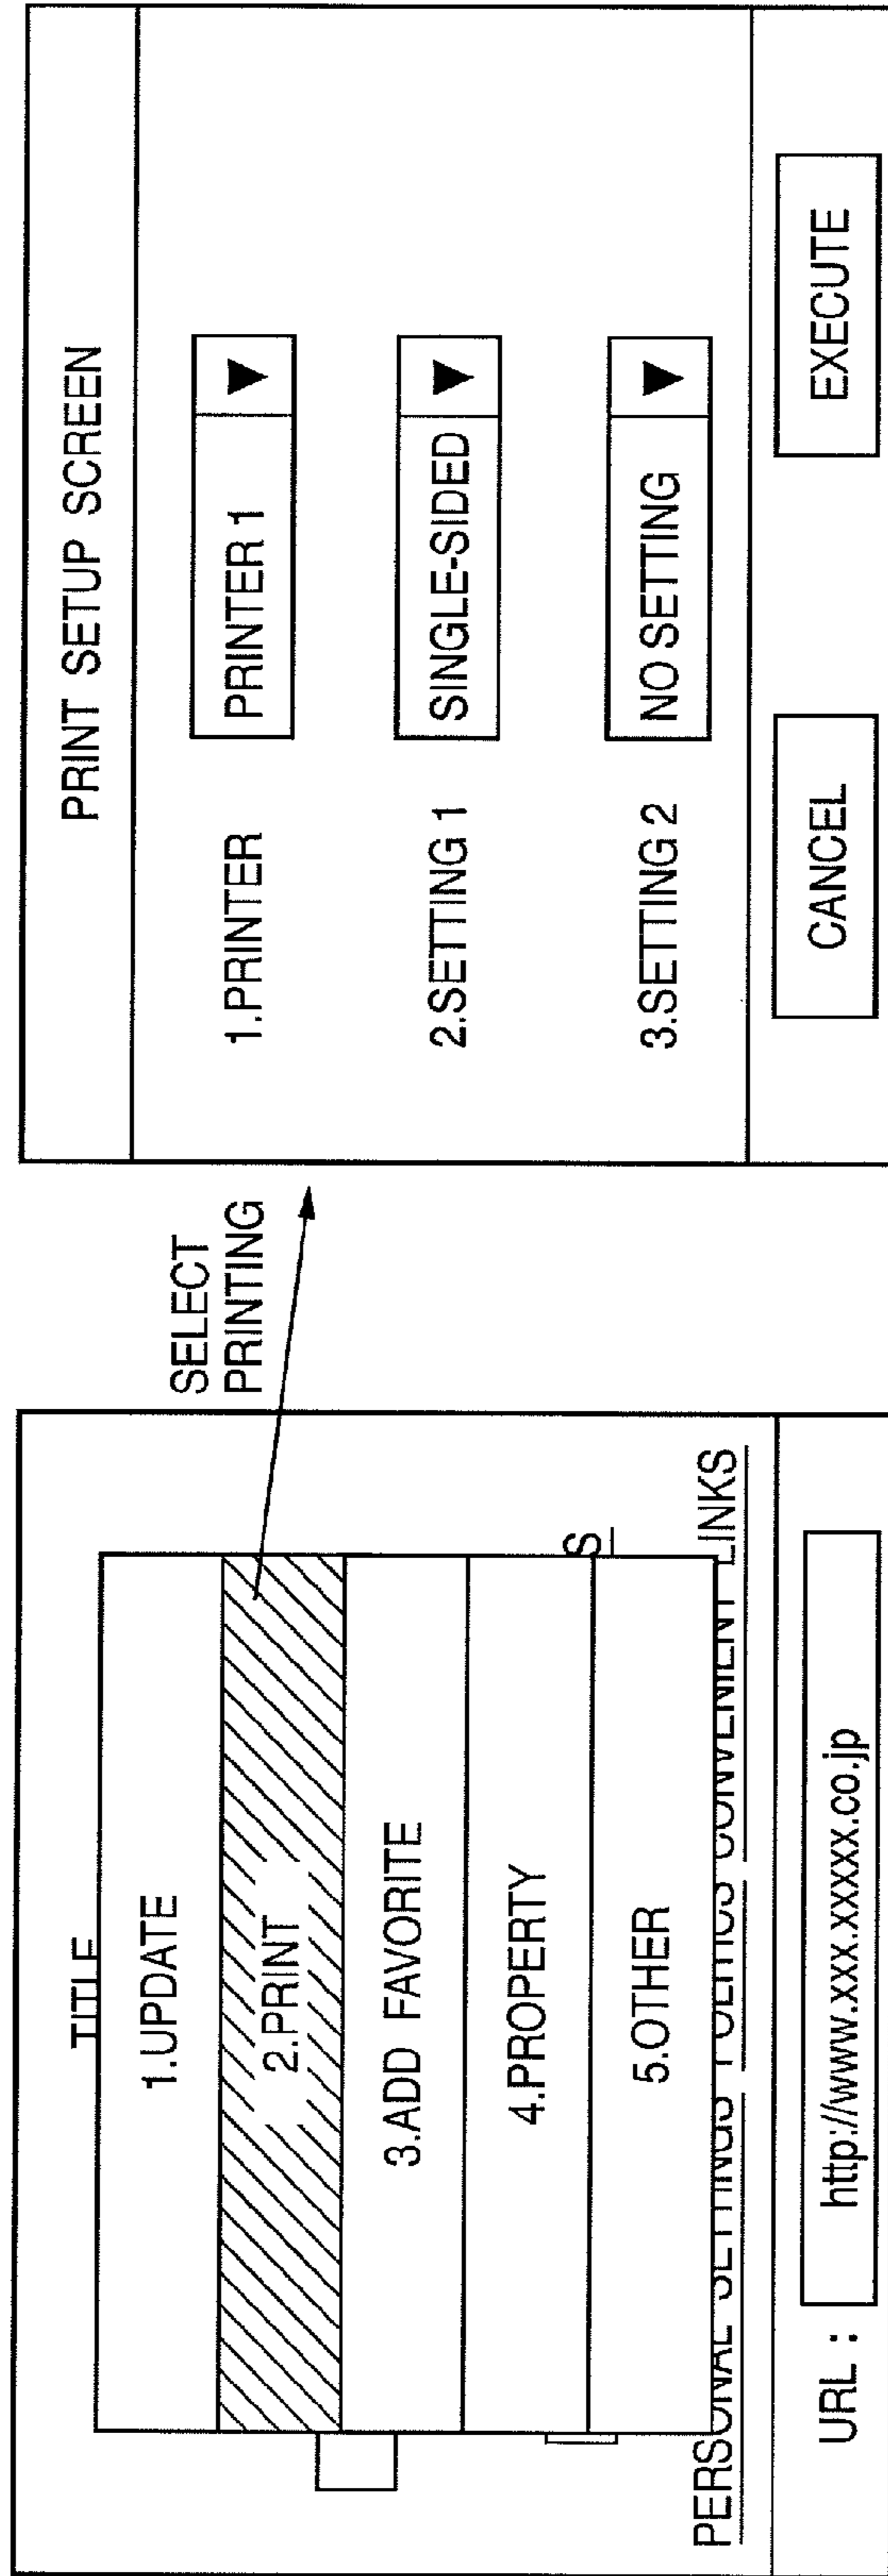 TITLE
1.UPDATE
2.PRINT
3.ADD FAVORITE
4.PROPERTY
5.OTHER
S
PERSONAL SETTINGS POLITICS CONVENIENT LINKS
URL : http://www.xxx.xxxxx.co.jp
SELECT
PRINTING
PRINT SETUP SCREEN
1.PRINTER PRINTER 1 ▼
2.SETTING 1 SINGLE-SIDED ▼
3.SETTING 2 NO SETTING ▼
CANCEL EXECUTE